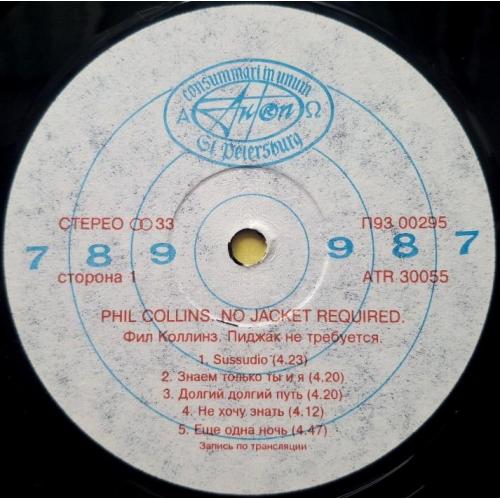 consummari in unum
А Антон Ω
St. Petersburg
СТЕРЕО ꝏ 33
П93 00295
7 8 9 9 8 7
сторона 1
ATR 30055
PHIL COLLINS. NO JACKET REQUIRED.
Фил Коллинз. Пиджак не требуется.
1. Sussudio (4.23)
2. Знаем только ты и я (4.20)
3. Долгий долгий путь (4.20)
4. Не хочу знать (4.12)
5. Еще одна ночь (4.47)
Запись по трансляции